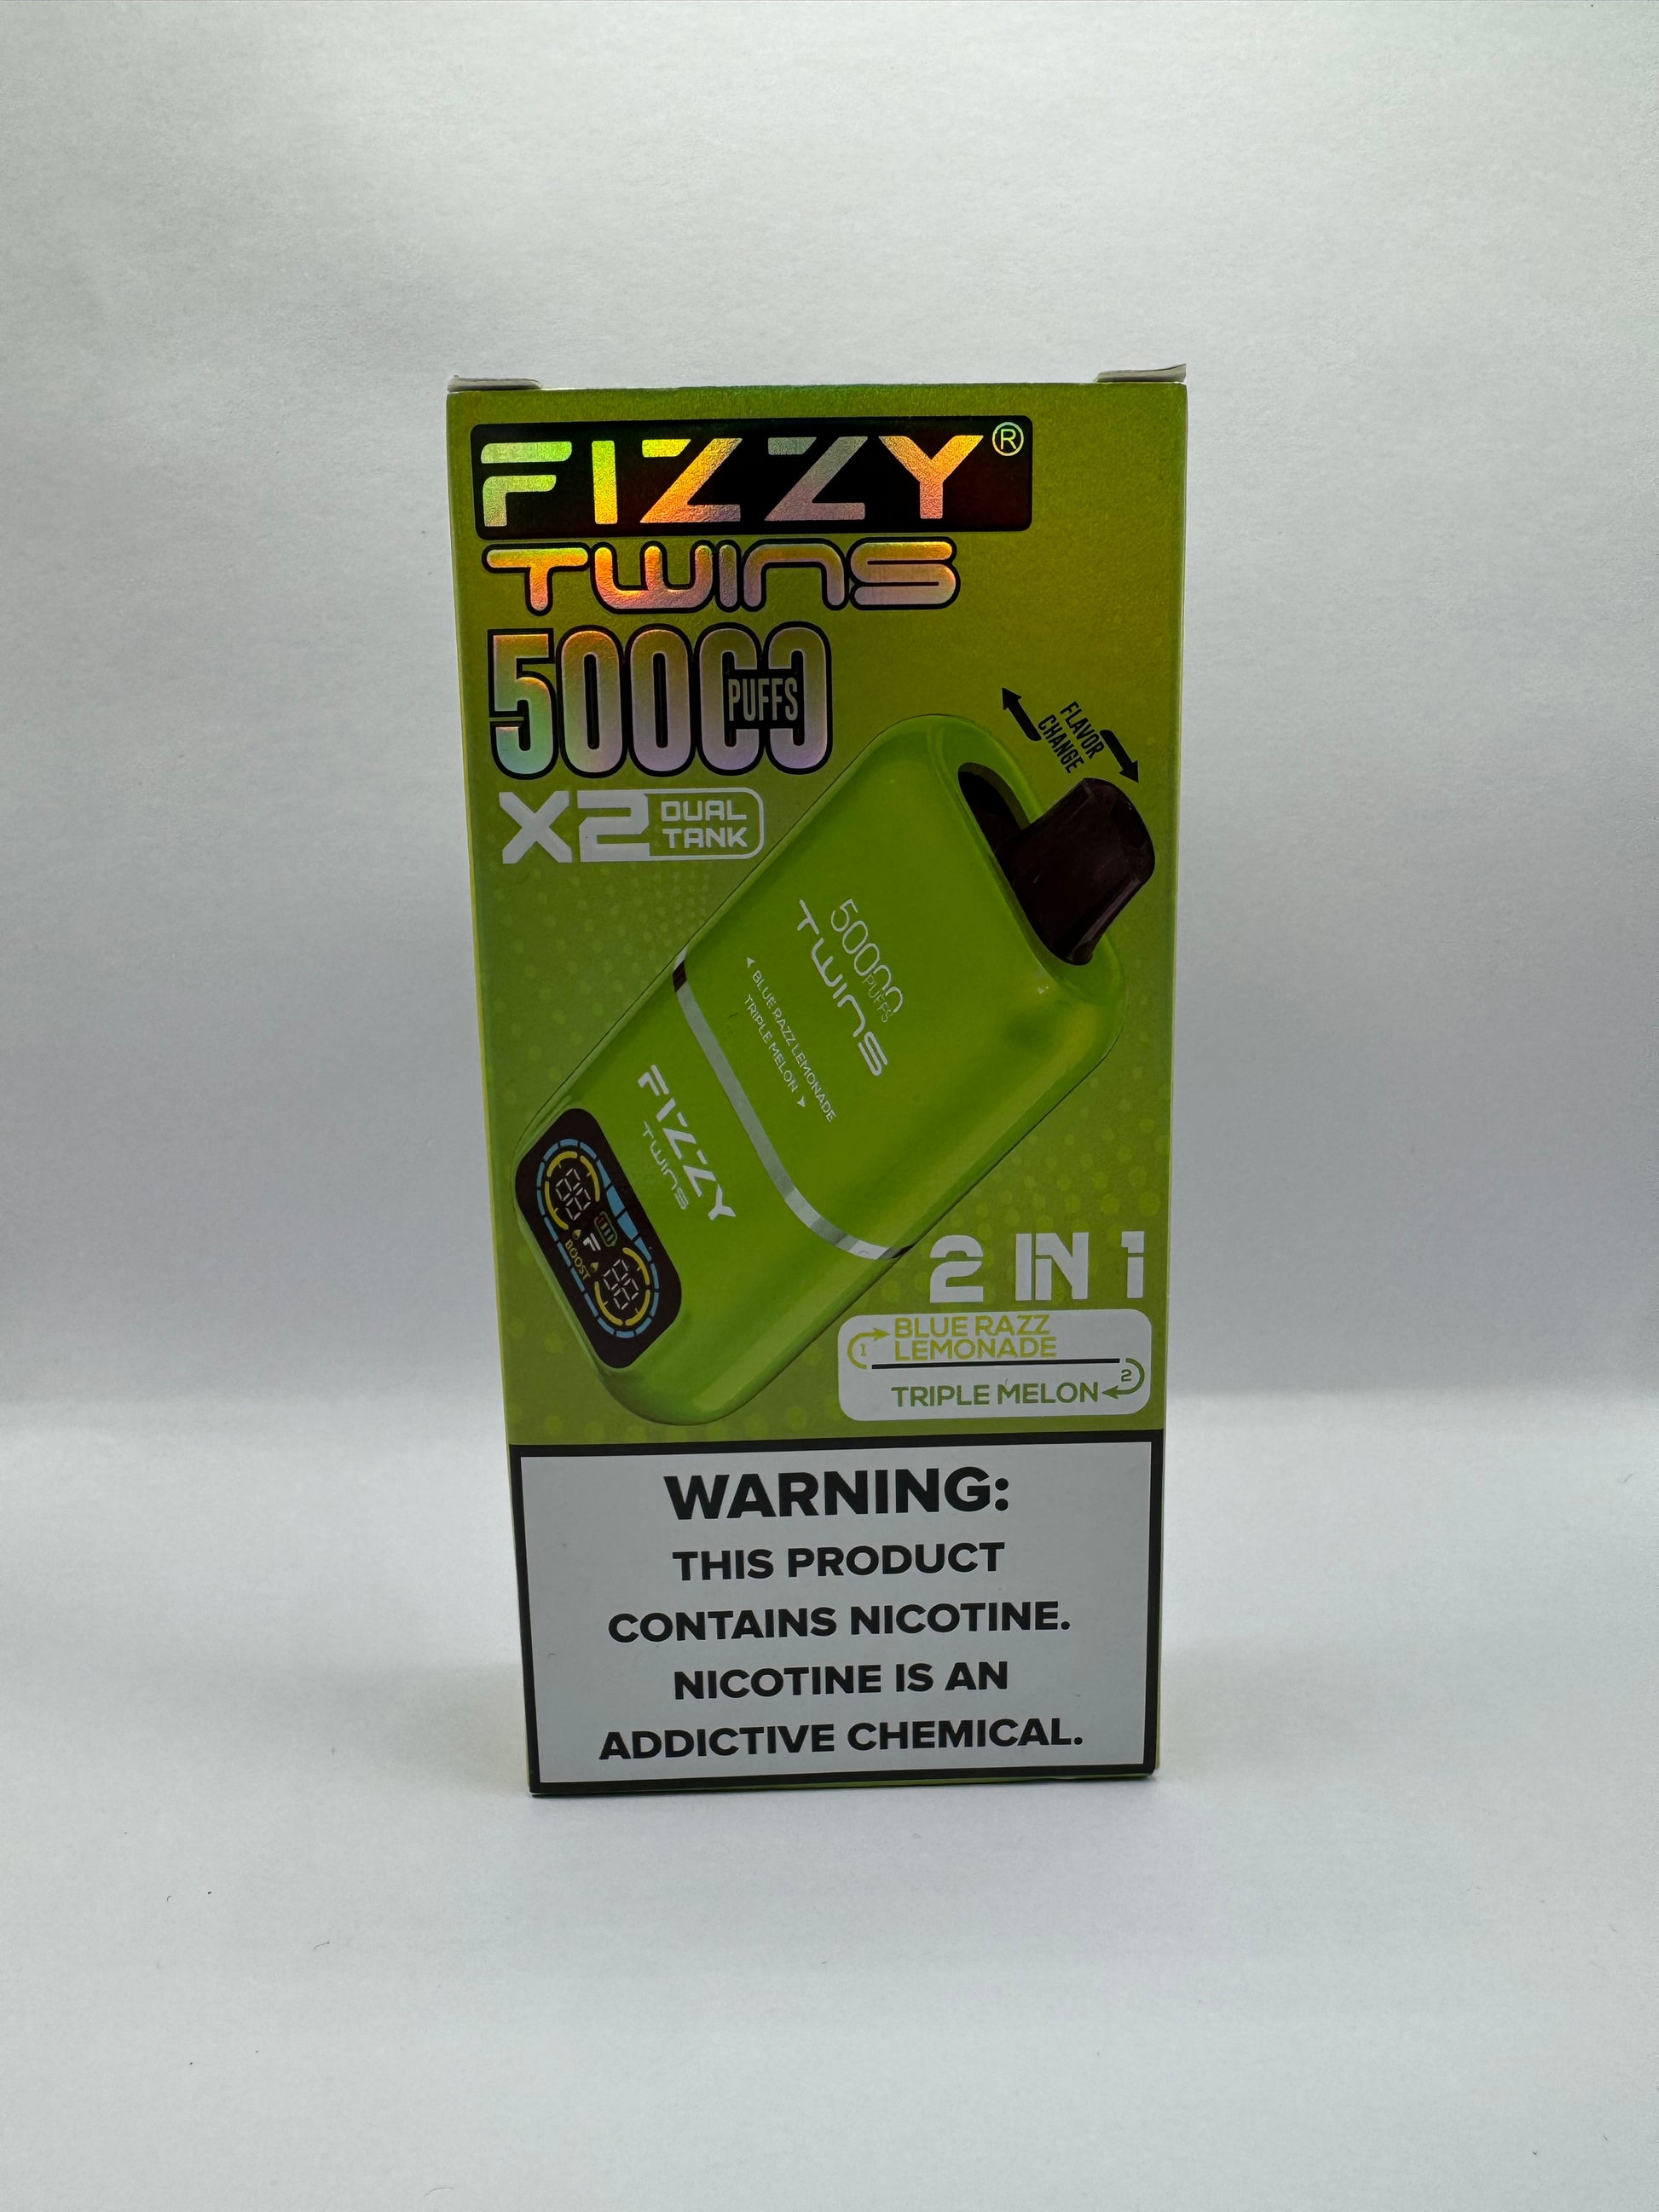 FIZZY®
TWINS
50000
PUFFS
X2 DUAL
TANK
FLAVOR
CHANGE
50000
PUFFS
TWINS
BLUE RAZZ LEMONADE
TRIPLE MELON
FIZZY
TWINS
88
F
BOOST
88
2 IN 1
1 BLUE RAZZ
LEMONADE
TRIPLE MELON 2
WARNING:
THIS PRODUCT
CONTAINS NICOTINE.
NICOTINE IS AN
ADDICTIVE CHEMICAL.